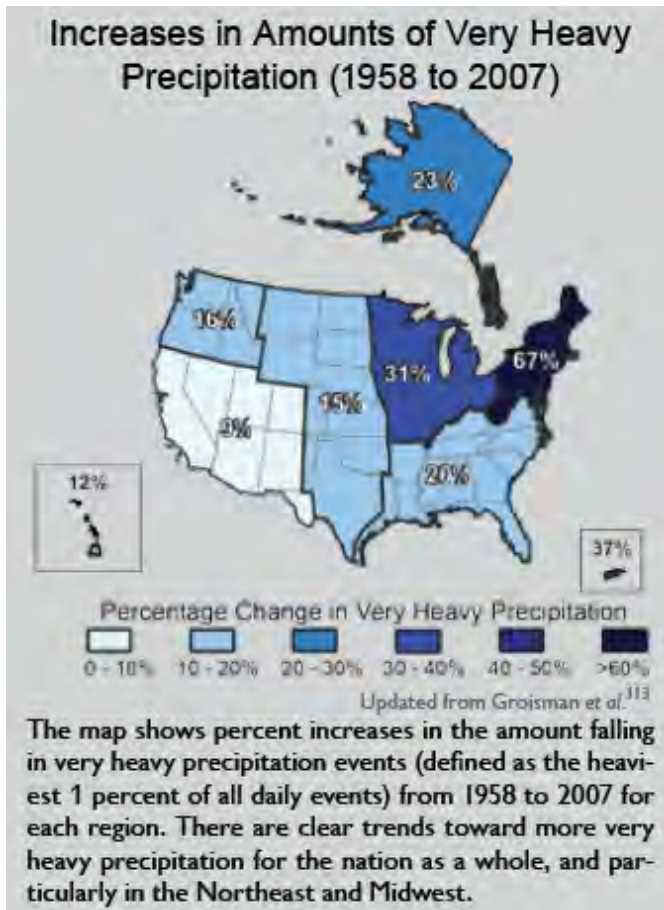 Increases in Amounts of Very Heavy
Precipitation (1958 to 2007)
23%
16%
67%
31%
15%
9%
20%
12%
37%
Percentage Change in Very Heavy Precipitation
0 - 10% 10 - 20% 20 - 30% 30 - 40% 40 - 50% >60%
Updated from Groisman et al.³¹³
The map shows percent increases in the amount falling
in very heavy precipitation events (defined as the heavi-
est 1 percent of all daily events) from 1958 to 2007 for
each region. There are clear trends toward more very
heavy precipitation for the nation as a whole, and par-
ticularly in the Northeast and Midwest.